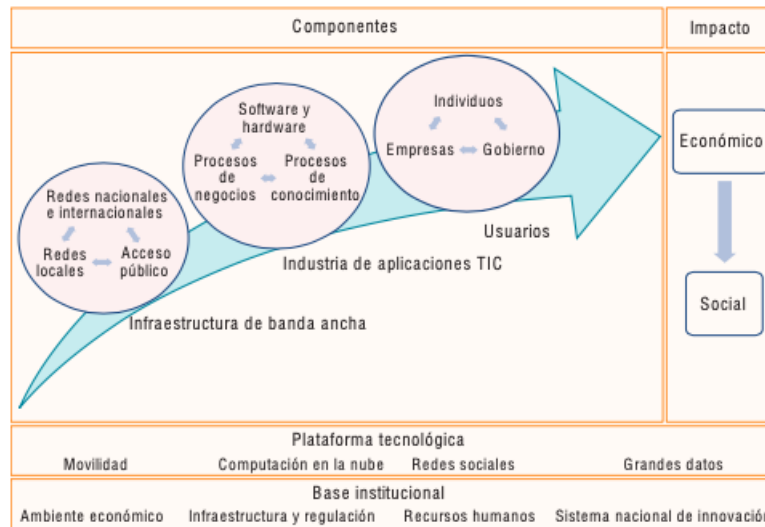 Componentes
Impacto
Individuos
Empresas
Gobierno
Software y
hardware
Procesos
de
negocios
Procesos
de
conocimiento
Redes nacionales
e internacionales
Redes
locales
Acceso
público
Usuarios
Industria de aplicaciones TIC
Infraestructura de banda ancha
Económico
Social
Plataforma tecnológica
Movilidad
Computación en la nube
Redes sociales
Grandes datos
Base institucional
Ambiente económico
Infraestructura y regulación
Recursos humanos
Sistema nacional de innovación